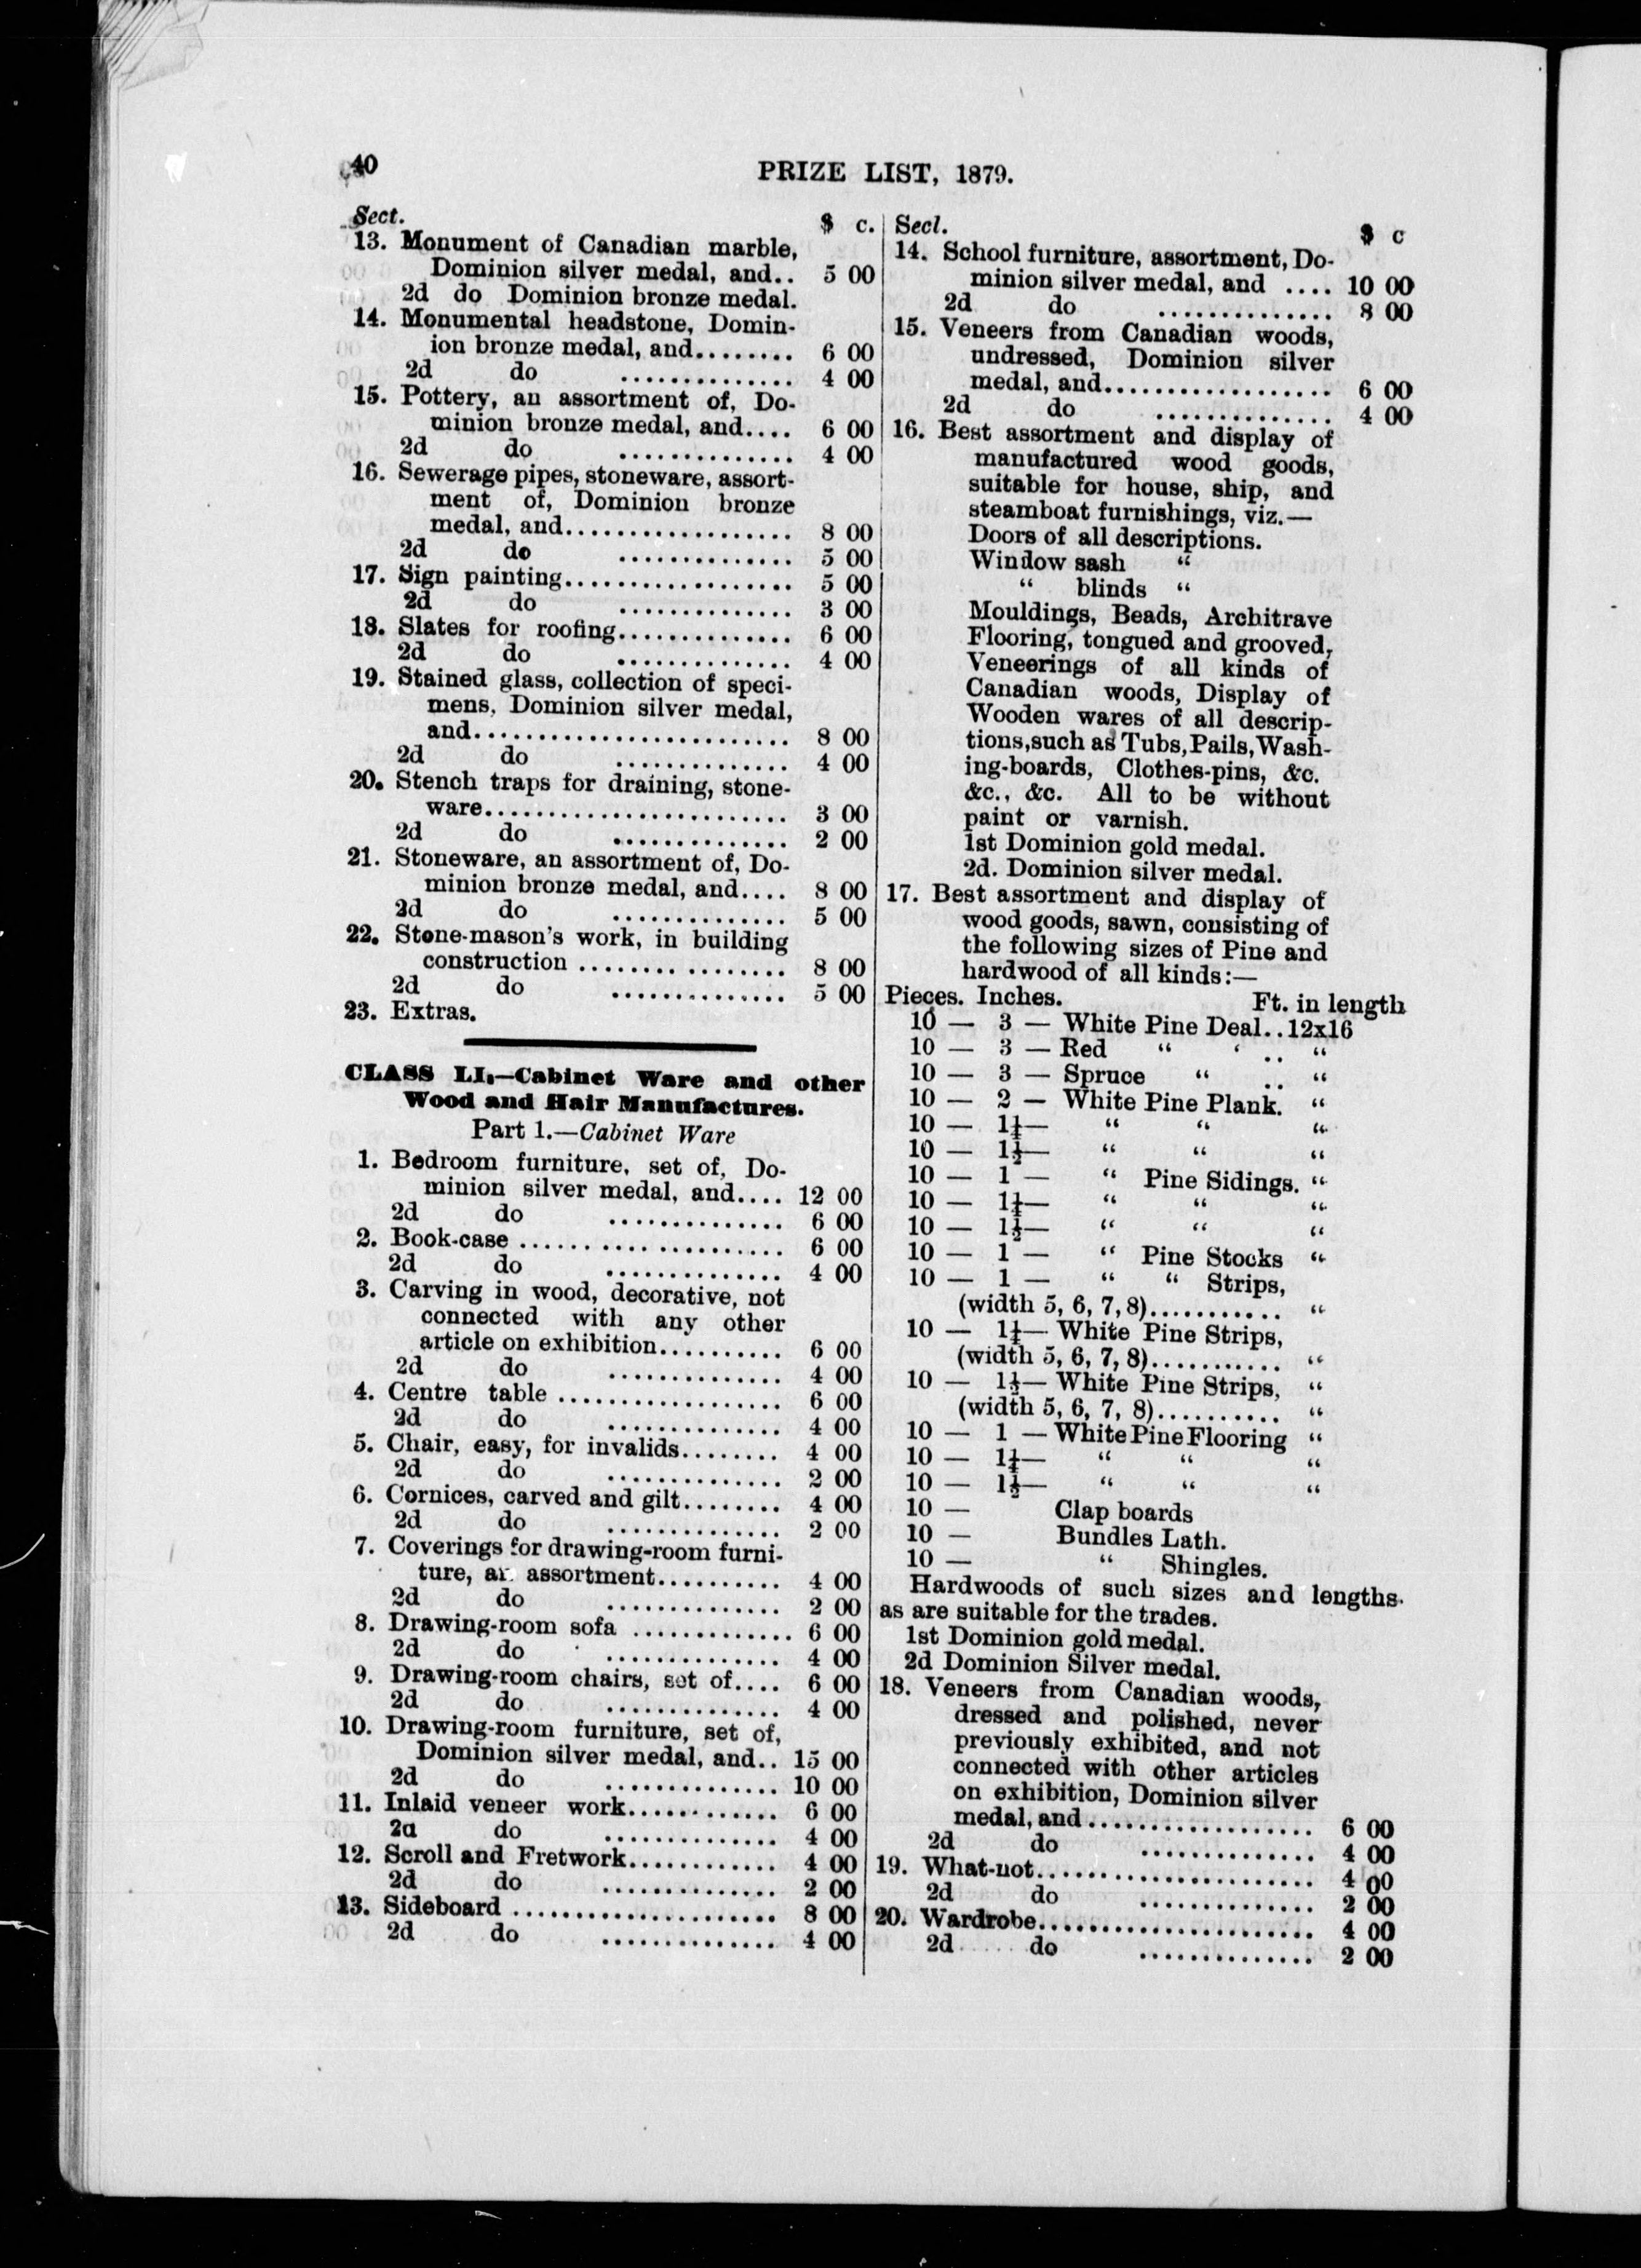 40
PRIZE LIST, 1879.
Sect. $ c.
13. Monument of Canadian marble,
Dominion silver medal, and.. 5 00
2d do Dominion bronze medal.
14. Monumental headstone, Domin-
ion bronze medal, and........ 6 00
2d do .............. 4 00
15. Pottery, an assortment of, Do-
minion bronze medal, and.... 6 00
2d do .............. 4 00
16. Sewerage pipes, stoneware, assort-
ment of, Dominion bronze
medal, and.................. 8 00
2d do .............. 5 00
17. Sign painting.................. 5 00
2d do .............. 3 00
18. Slates for roofing.............. 6 00
2d do .............. 4 00
19. Stained glass, collection of speci-
mens, Dominion silver medal,
and......................... 8 00
2d do .............. 4 00
20. Stench traps for draining, stone-
ware........................ 3 00
2d do .............. 2 00
21. Stoneware, an assortment of, Do-
minion bronze medal, and.... 8 00
2d do .............. 5 00
22. Stone-mason's work, in building
construction ................ 8 00
2d do .............. 5 00
23. Extras.
CLASS LI.—Cabinet Ware and other
Wood and Hair Manufactures.
Part 1.—Cabinet Ware
1. Bedroom furniture, set of, Do-
minion silver medal, and.... 12 00
2d do .............. 6 00
2. Book-case ..................... 6 00
2d do .............. 4 00
3. Carving in wood, decorative, not
connected with any other
article on exhibition.......... 6 00
2d do .............. 4 00
4. Centre table .................. 6 00
2d do .............. 4 00
5. Chair, easy, for invalids........ 4 00
2d do .............. 2 00
6. Cornices, carved and gilt........ 4 00
2d do .............. 2 00
7. Coverings for drawing-room furni-
ture, an assortment.......... 4 00
2d do .............. 2 00
8. Drawing-room sofa ............. 6 00
2d do .............. 4 00
9. Drawing-room chairs, set of.... 6 00
2d do .............. 4 00
10. Drawing-room furniture, set of,
Dominion silver medal, and.. 15 00
2d do .............. 10 00
11. Inlaid veneer work............ 6 00
2d do .............. 4 00
12. Scroll and Fretwork............ 4 00
2d do .............. 2 00
13. Sideboard ..................... 8 00
2d do .............. 4 00
Sect. $ c
14. School furniture, assortment, Do-
minion silver medal, and .... 10 00
2d do .............. 8 00
15. Veneers from Canadian woods,
undressed, Dominion silver
medal, and.................. 6 00
2d do .............. 4 00
16. Best assortment and display of
manufactured wood goods,
suitable for house, ship, and
steamboat furnishings, viz.—
Doors of all descriptions.
Window sash “
“ blinds “
Mouldings, Beads, Architrave
Flooring, tongued and grooved,
Veneerings of all kinds of
Canadian woods, Display of
Wooden wares of all descrip-
tions, such as Tubs, Pails, Wash-
ing-boards, Clothes-pins, &c.
&c., &c. All to be without
paint or varnish.
1st Dominion gold medal.
2d. Dominion silver medal.
17. Best assortment and display of
wood goods, sawn, consisting of
the following sizes of Pine and
hardwood of all kinds:—
Pieces. Inches. Ft. in length
10 — 3 — White Pine Deal..12x16
10 — 3 — Red “ ‘ .. “
10 — 3 — Spruce “ .. “
10 — 2 — White Pine Plank. “
10 — 1¼— “ “ “
10 — 1½— “ “ “
10 — 1 — “ Pine Sidings. “
10 — 1¼— “ “ “
10 — 1½— “ “ “
10 — 1 — “ Pine Stocks “
10 — 1 — “ “ Strips,
(width 5, 6, 7, 8)........... “
10 — 1¼— White Pine Strips,
(width 5, 6, 7, 8)........... “
10 — 1½— White Pine Strips, “
(width 5, 6, 7, 8).......... “
10 — 1 — White Pine Flooring “
10 — 1¼— “ “ “
10 — 1½— “ “ “
10 — Clap boards
10 — Bundles Lath.
10 — “ Shingles.
Hardwoods of such sizes and lengths
as are suitable for the trades.
1st Dominion gold medal.
2d Dominion Silver medal.
18. Veneers from Canadian woods,
dressed and polished, never
previously exhibited, and not
connected with other articles
on exhibition, Dominion silver
medal, and .................. 6 00
2d do .............. 4 00
19. What-not...................... 4 00
2d do .............. 2 00
20. Wardrobe...................... 4 00
2d do .............. 2 00